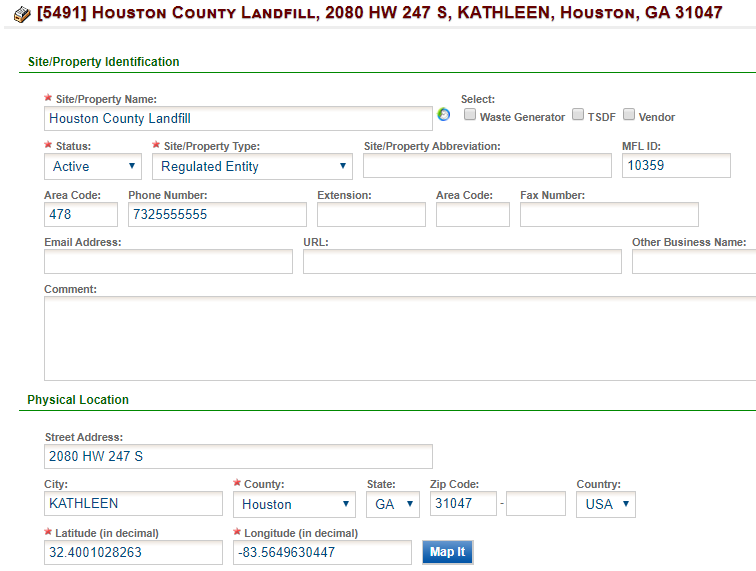 [5491] Houston County Landfill, 2080 HW 247 S, KATHLEEN, Houston, GA 31047
Site/Property Identification
* Site/Property Name: Select:
Houston County Landfill Waste Generator TSDF Vendor
* Status: * Site/Property Type: Site/Property Abbreviation: MFL ID:
Active Regulated Entity 10359
Area Code: Phone Number: Extension: Area Code: Fax Number:
478 7325555555
Email Address: URL: Other Business Name:
Comment:
Physical Location
Street Address:
2080 HW 247 S
City: * County: State: Zip Code: Country:
KATHLEEN Houston GA 31047 - USA
* Latitude (in decimal) * Longitude (in decimal)
32.4001028263 -83.5649630447 Map It